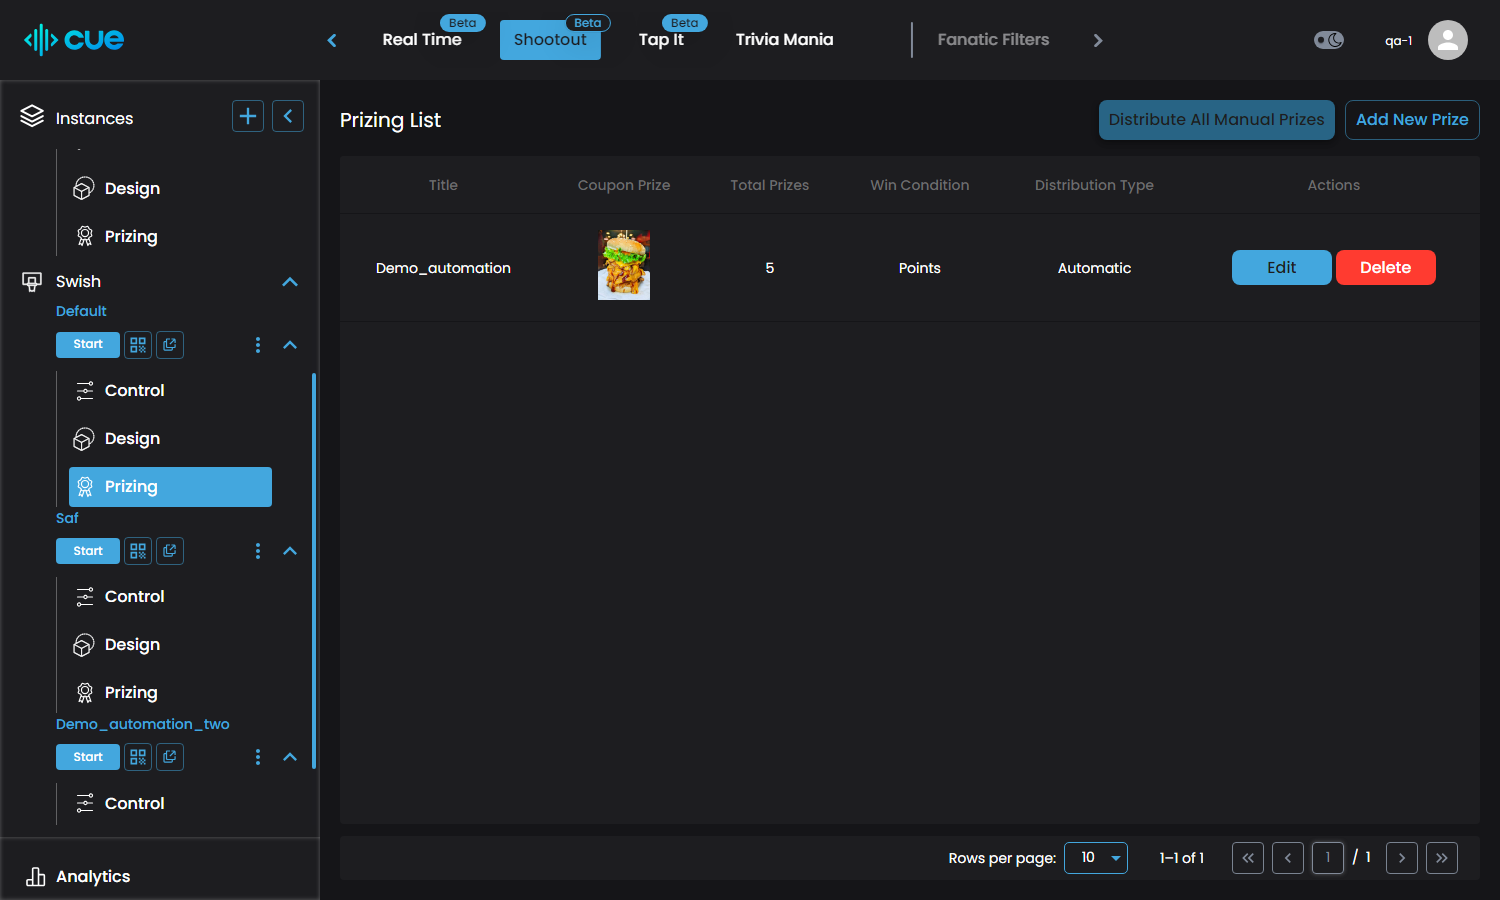 cue
Real Time
Beta
Shootout
Beta
Tap It
Beta
Trivia Mania
Fanatic Filters
qa-1
Instances
Design
Prizing
Swish
Default
Start
Control
Design
Prizing
Saf
Start
Control
Design
Prizing
Demo_automation_two
Start
Control
Analytics
Prizing List
Distribute All Manual Prizes
Add New Prize
Title Coupon Prize Total Prizes Win Condition Distribution Type Actions
Demo_automation 5 Points Automatic Edit Delete
Rows per page: 10 1–1 of 1 1 / 1